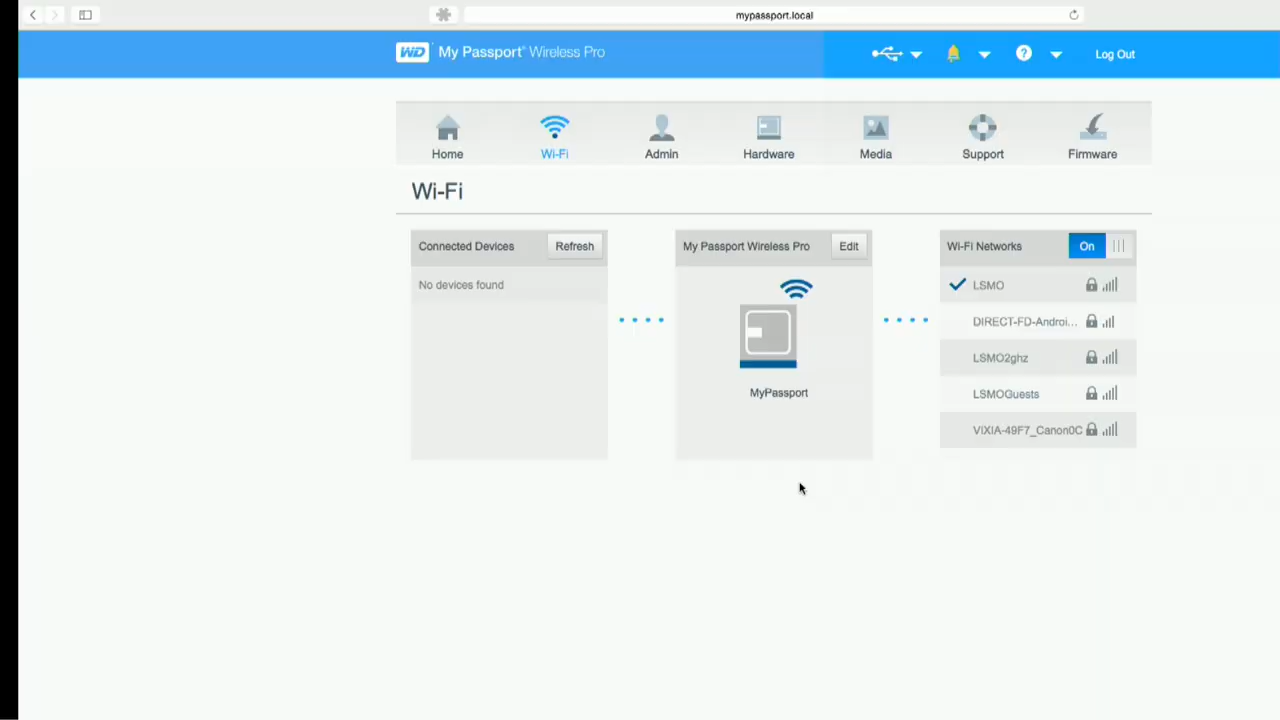 mypassport.local
WD My Passport® Wireless Pro
? Log Out
Home Wi-Fi Admin Hardware Media Support Firmware
Wi-Fi
Connected Devices Refresh
No devices found
My Passport Wireless Pro Edit
MyPassport
Wi-Fi Networks On
LSMO
DIRECT-FD-Androi...
LSMO2ghz
LSMOGuests
VIXIA-49F7_Canon0C